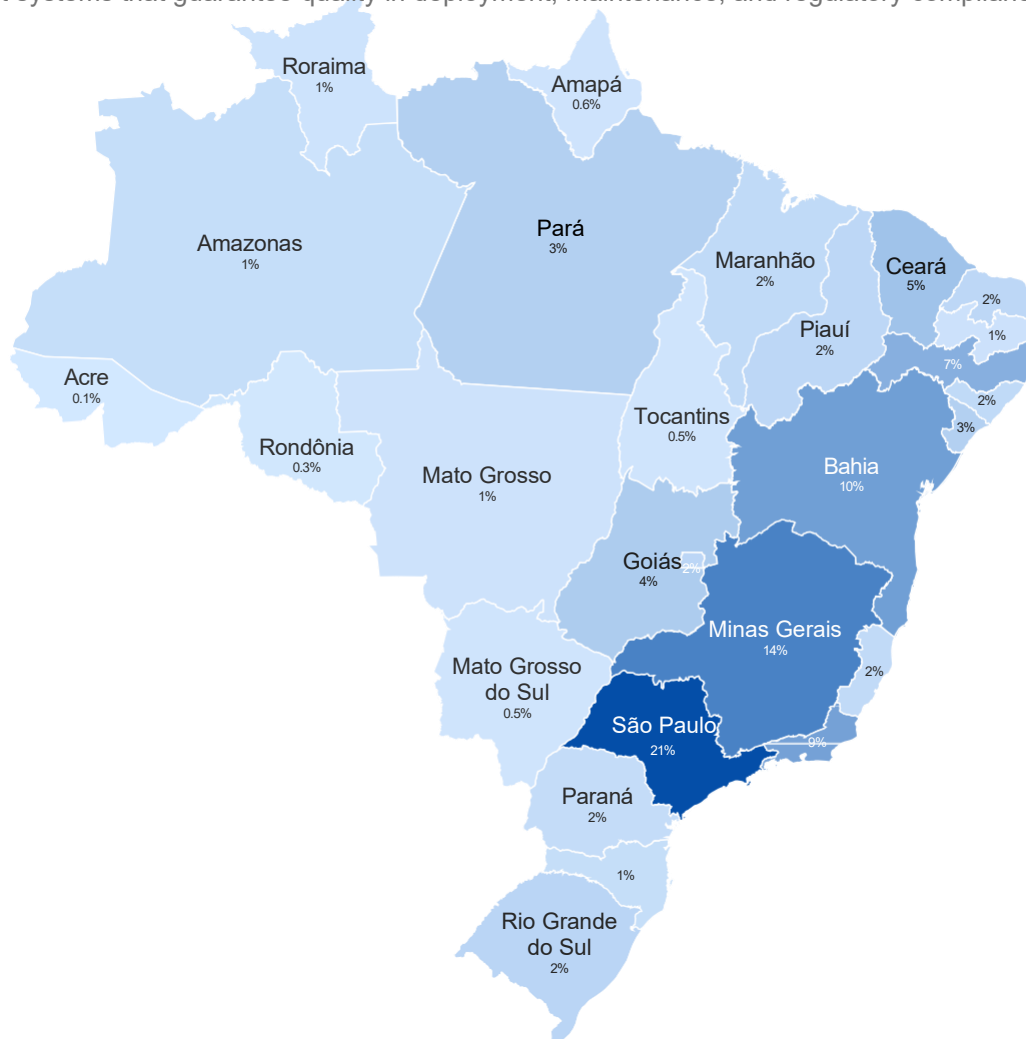 systems that guarantee quality in deployment, maintenance, and regulatory complianc
Roraima
1%
Amapá
0.6%
Amazonas
1%
Pará
3%
Maranhão
2%
Ceará
5%
2%
Piauí
2%
1%
7%
Acre
0.1%
2%
Tocantins
0.5%
3%
Rondônia
0.3%
Mato Grosso
1%
Bahia
10%
Goiás
4%
2%
Minas Gerais
14%
2%
Mato Grosso
do Sul
0.5%
São Paulo
21%
9%
Paraná
2%
1%
Rio Grande
do Sul
2%